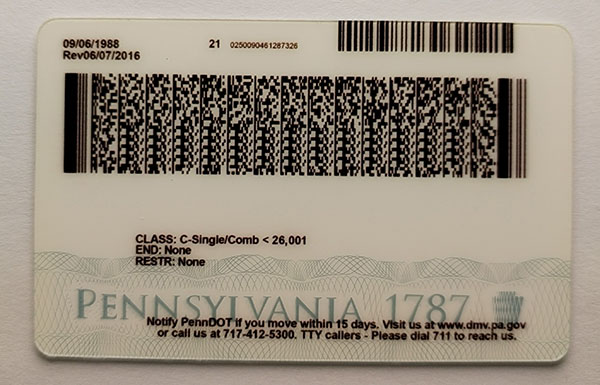 09/06/1988 21 0250090461287326
Rev06/07/2016
CLASS: C-Single/Comb < 26,001
END: None
RESTR: None
PENNSYLVANIA 1787
Notify PennDOT if you move within 15 days. Visit us at www.dmv.pa.gov
or call us at 717-412-5300. TTY callers - Please dial 711 to reach us.